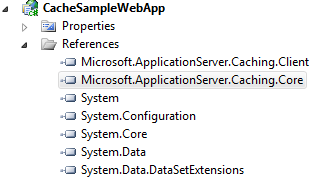 CacheSampleWebApp
Properties
References
Microsoft.ApplicationServer.Caching.Client
Microsoft.ApplicationServer.Caching.Core
System
System.Configuration
System.Core
System.Data
System.Data.DataSetExtensions